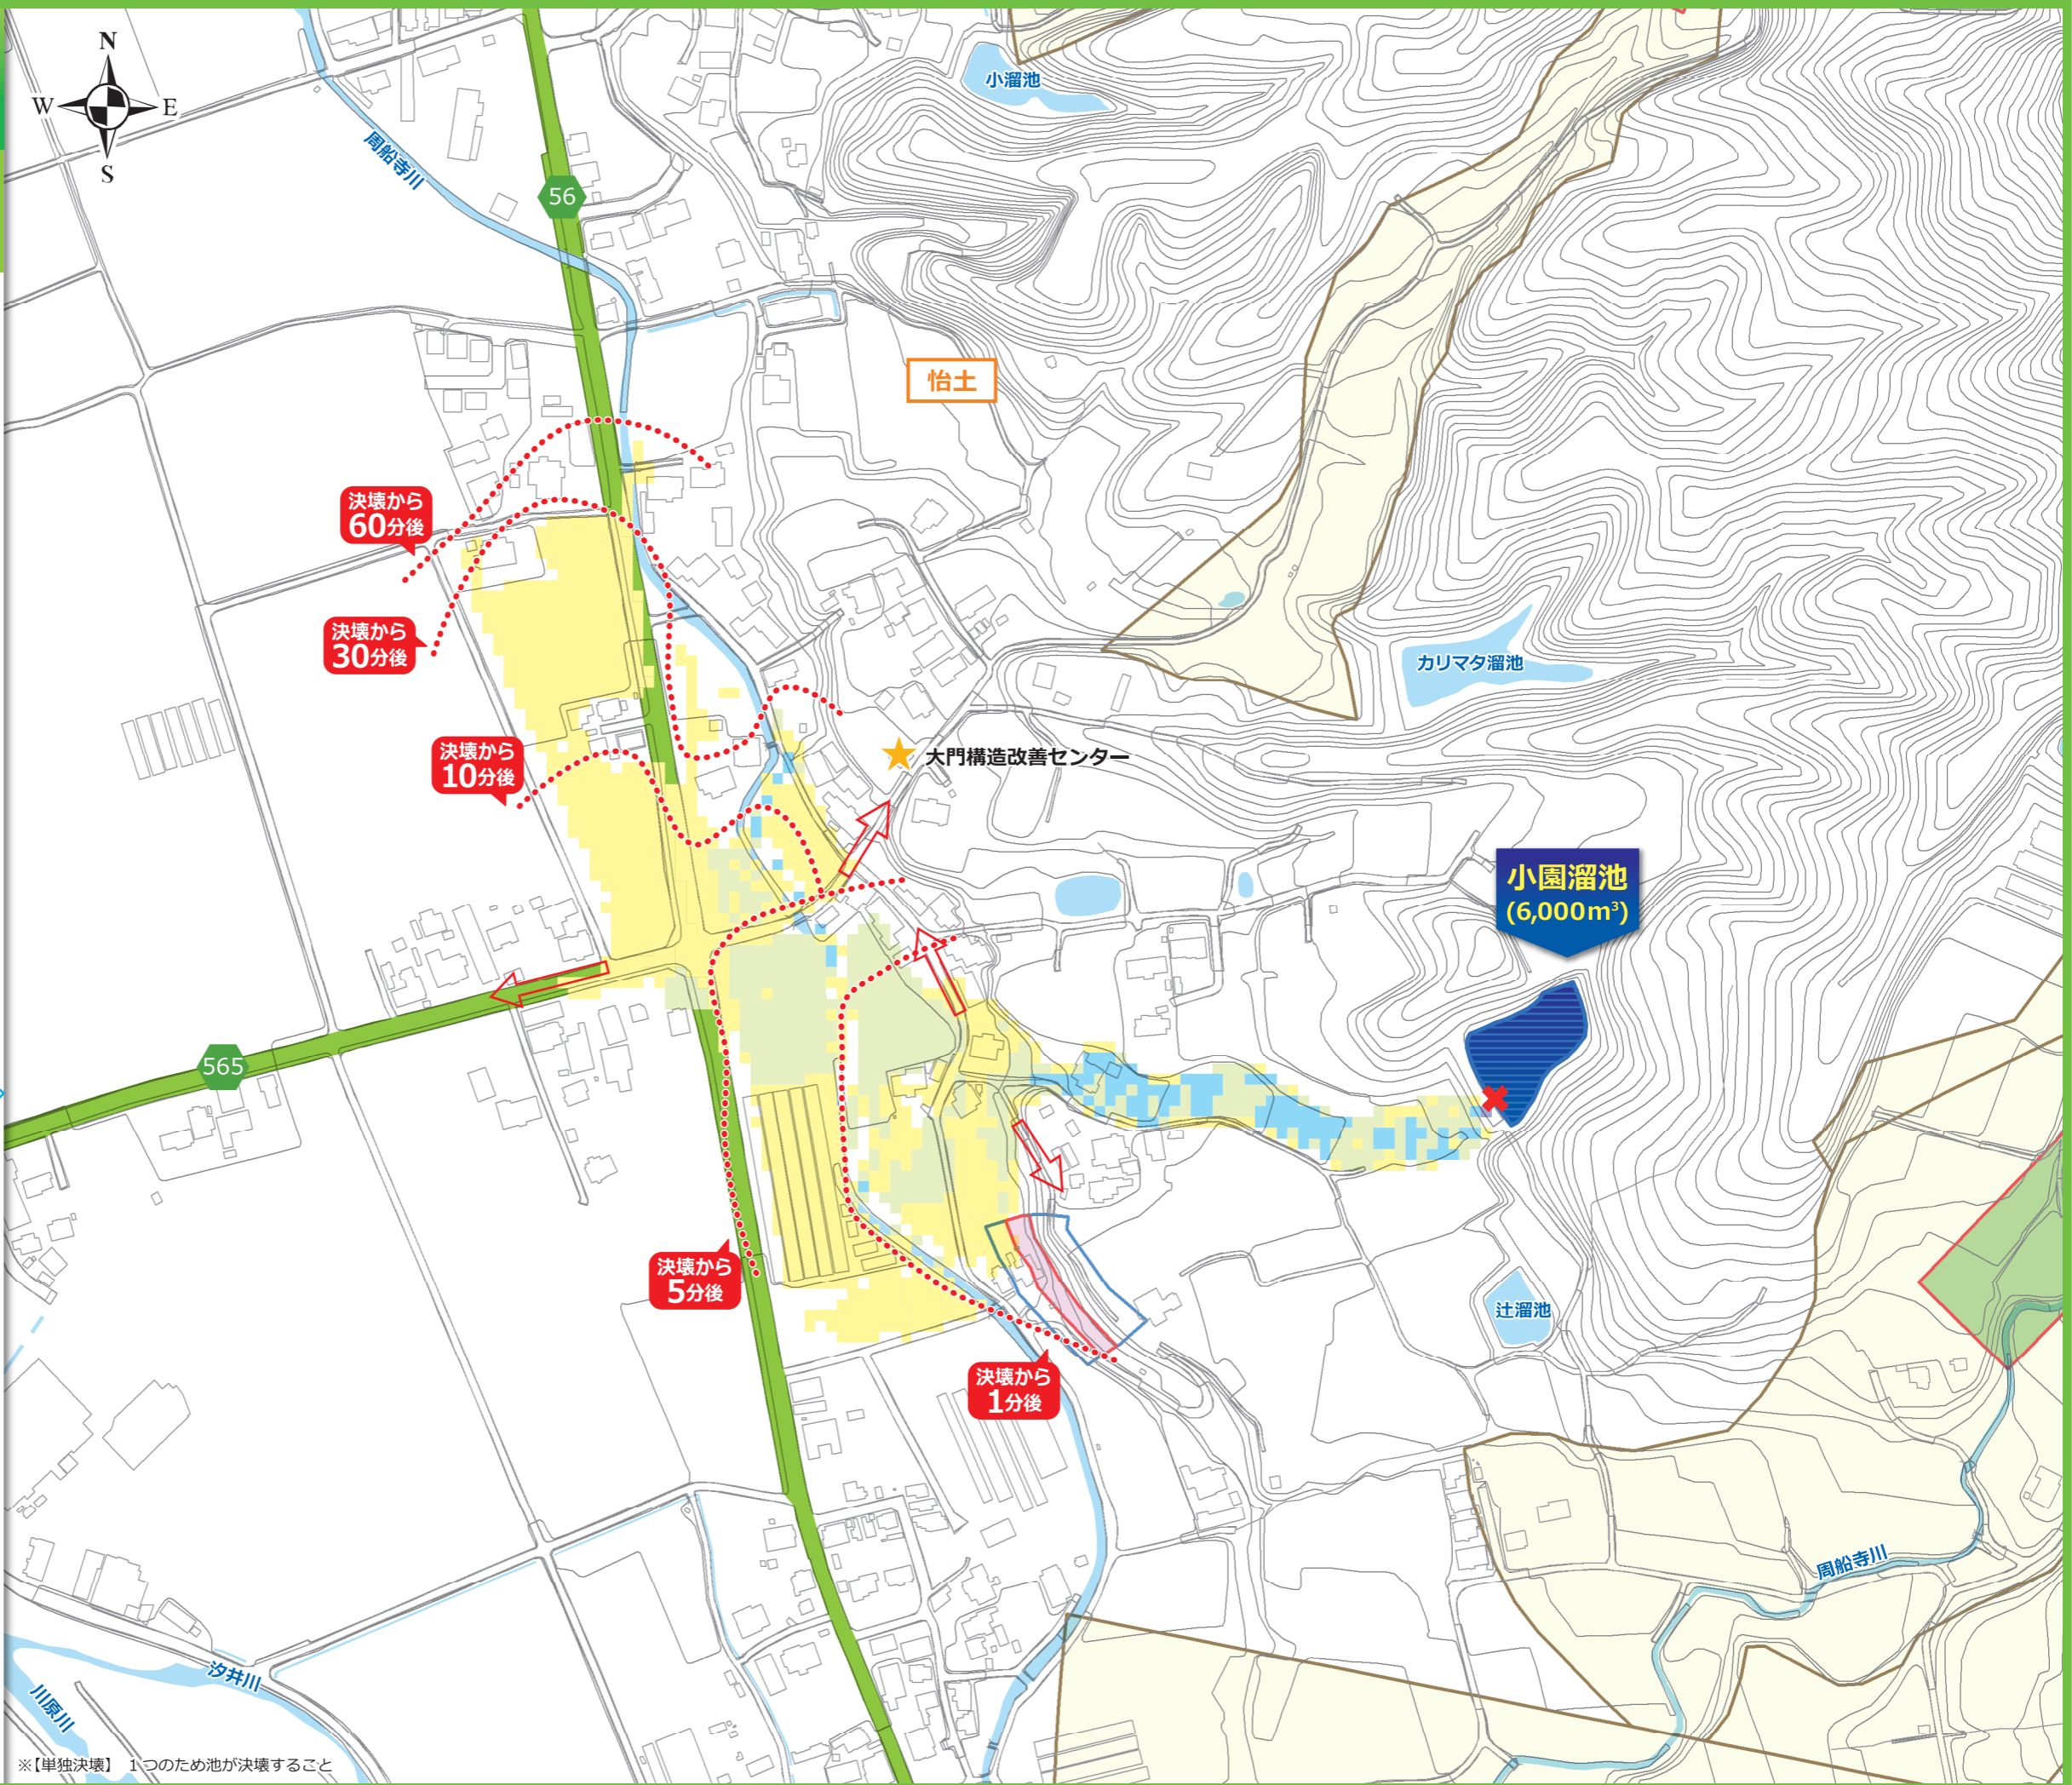 N
W
E
S
小溜池
周船寺川
56
怡土
決壊から
60分後
決壊から
30分後
カリマタ溜池
決壊から
10分後
大門構造改善センター
小園溜池
(6,000m³)
565
決壊から
5分後
辻溜池
決壊から
1分後
周船寺川
汐井川
川原川
※【単独決壊】 1つのため池が決壊すること